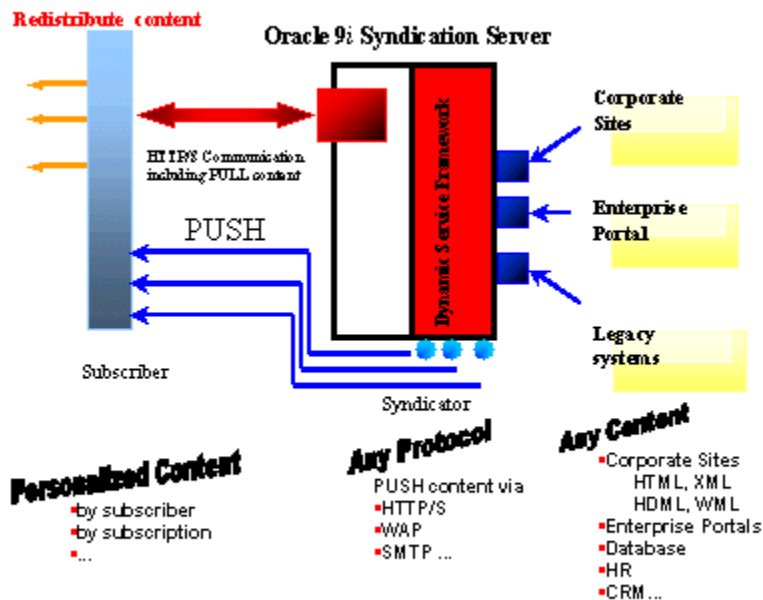 Redistribute content
Oracle 9i Syndication Server
HTTP/S Communication
including PULL content
PUSH
Dynamic Service Framework
Corporate
Sites
Enterprise
Portal
Legacy
systems
Subscriber
Syndicator
Personalized Content
by subscriber
by subscription
...
Any Protocol
PUSH content via
HTTP/S
WAP
SMTP ...
Any Content
Corporate Sites
HTML, XML
HDML, WML
Enterprise Portals
Database
HR
CRM...